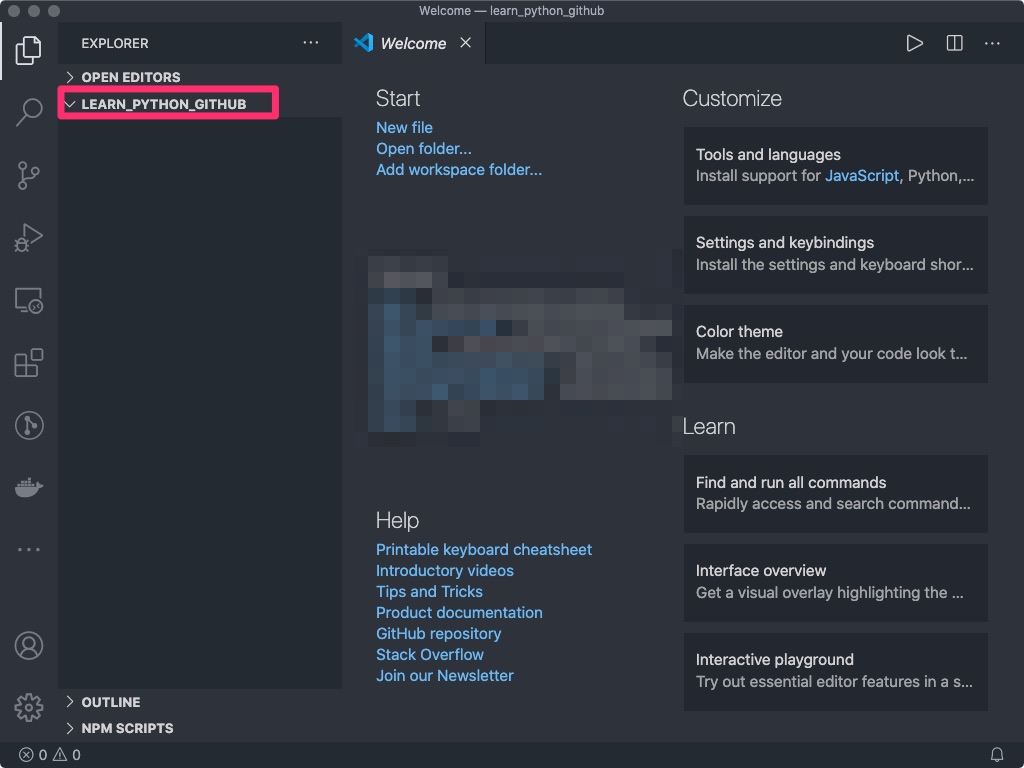 Welcome — learn_python_github
EXPLORER
OPEN EDITORS
LEARN_PYTHON_GITHUB
OUTLINE
NPM SCRIPTS
Welcome
Start
New file
Open folder...
Add workspace folder...
Help
Printable keyboard cheatsheet
Introductory videos
Tips and Tricks
Product documentation
GitHub repository
Stack Overflow
Join our Newsletter
Customize
Tools and languages
Install support for JavaScript, Python,...
Settings and keybindings
Install the settings and keyboard shor...
Color theme
Make the editor and your code look t...
Learn
Find and run all commands
Rapidly access and search command...
Interface overview
Get a visual overlay highlighting the ...
Interactive playground
Try out essential editor features in a s...
0 0